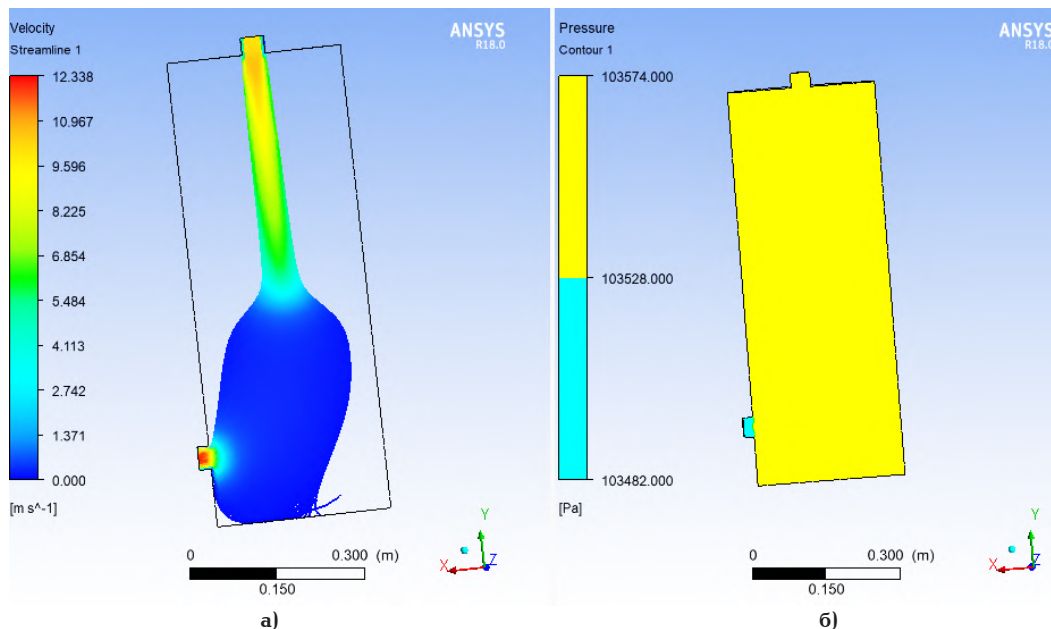 Velocity
Streamline 1
ANSYS
R18.0
12.338
10.967
9.596
8.225
6.854
5.484
4.113
2.742
1.371
0.000
[m s^-1]
0
0.300 (m)
0.150
Y
X
Z
а)
Pressure
Contour 1
ANSYS
R18.0
103574.000
103528.000
103482.000
[Pa]
0
0.300 (m)
0.150
Y
X
Z
б)